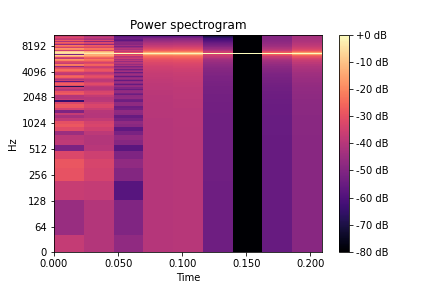 Power spectrogram
Hz
8192
4096
2048
1024
512
256
128
64
0
0.000 0.050 0.100 0.150 0.200
Time
+0 dB
-10 dB
-20 dB
-30 dB
-40 dB
-50 dB
-60 dB
-70 dB
-80 dB